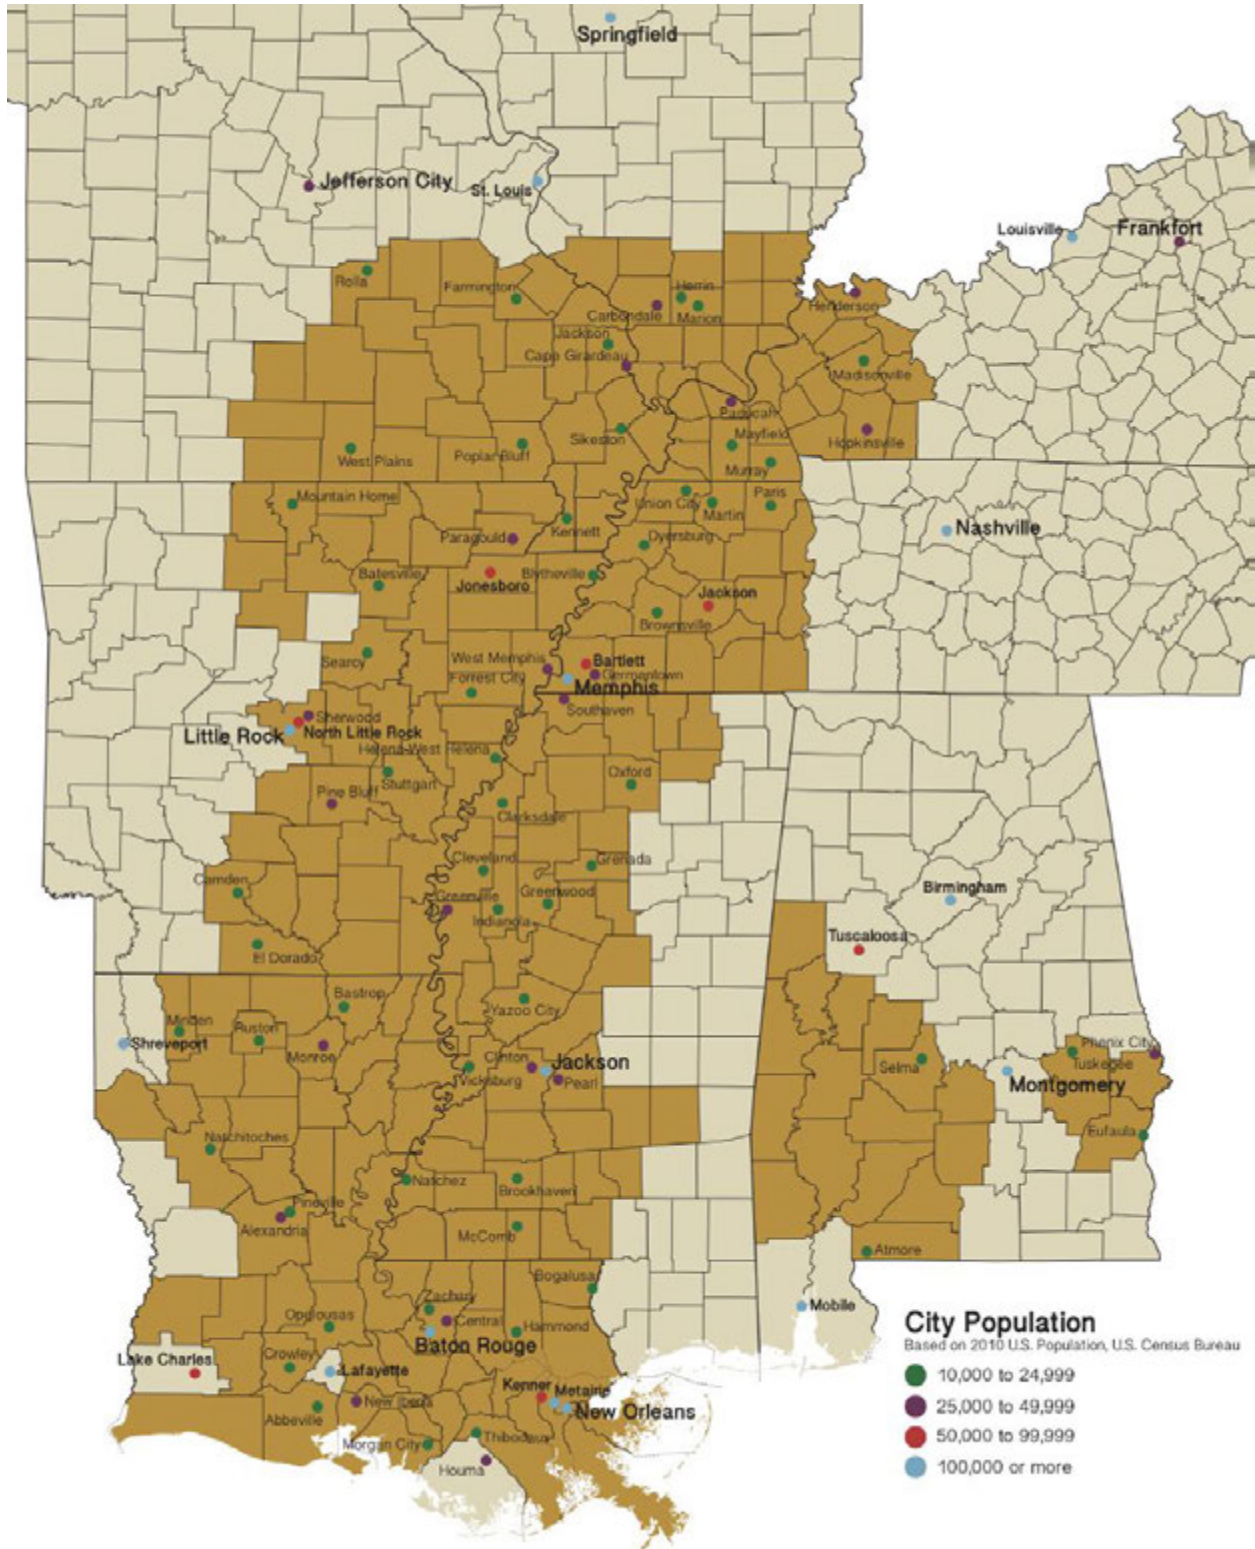 Springfield
Jefferson City
St. Louis
Louisville
Frankfort
Rolla
Farmington
Herrin
Carbondale
Marion
Henderson
Jackson
Cape Girardeau
Madisonville
Paducah
Sikeston
Mayfield
Hopkinsville
West Plains
Poplar Bluff
Murray
Mountain Home
Union City
Paris
Martin
Nashville
Paragould
Kennett
Dyersburg
Batesville
Jonesboro
Blytheville
Jackson
Brownsville
Searcy
West Memphis
Bartlett
Germantown
Forrest City
Memphis
Southaven
Sherwood
Little Rock
North Little Rock
Helena-West Helena
Stuttgart
Oxford
Pine Bluff
Clarksdale
Cleveland
Grenada
Camden
Birmingham
Greenville
Greenwood
Indianola
Tuscaloosa
El Dorado
Bastrop
Yazoo City
Minden
Ruston
Shreveport
Monroe
Clinton
Jackson
Phenix City
Vicksburg
Pearl
Selma
Tuskegee
Montgomery
Natchitoches
Eufaula
Natchez
Brookhaven
Pineville
Alexandria
McComb
Atmore
Bogalusa
Zachary
Mobile
Opelousas
Central
Hammond
Baton Rouge
Lake Charles
Crowley
Lafayette
Kenner
Metairie
New Iberia
New Orleans
Abbeville
Morgan City
Thibodaux
Houma
City Population
Based on 2010 U.S. Population, U.S. Census Bureau
10,000 to 24,999
25,000 to 49,999
50,000 to 99,999
100,000 or more